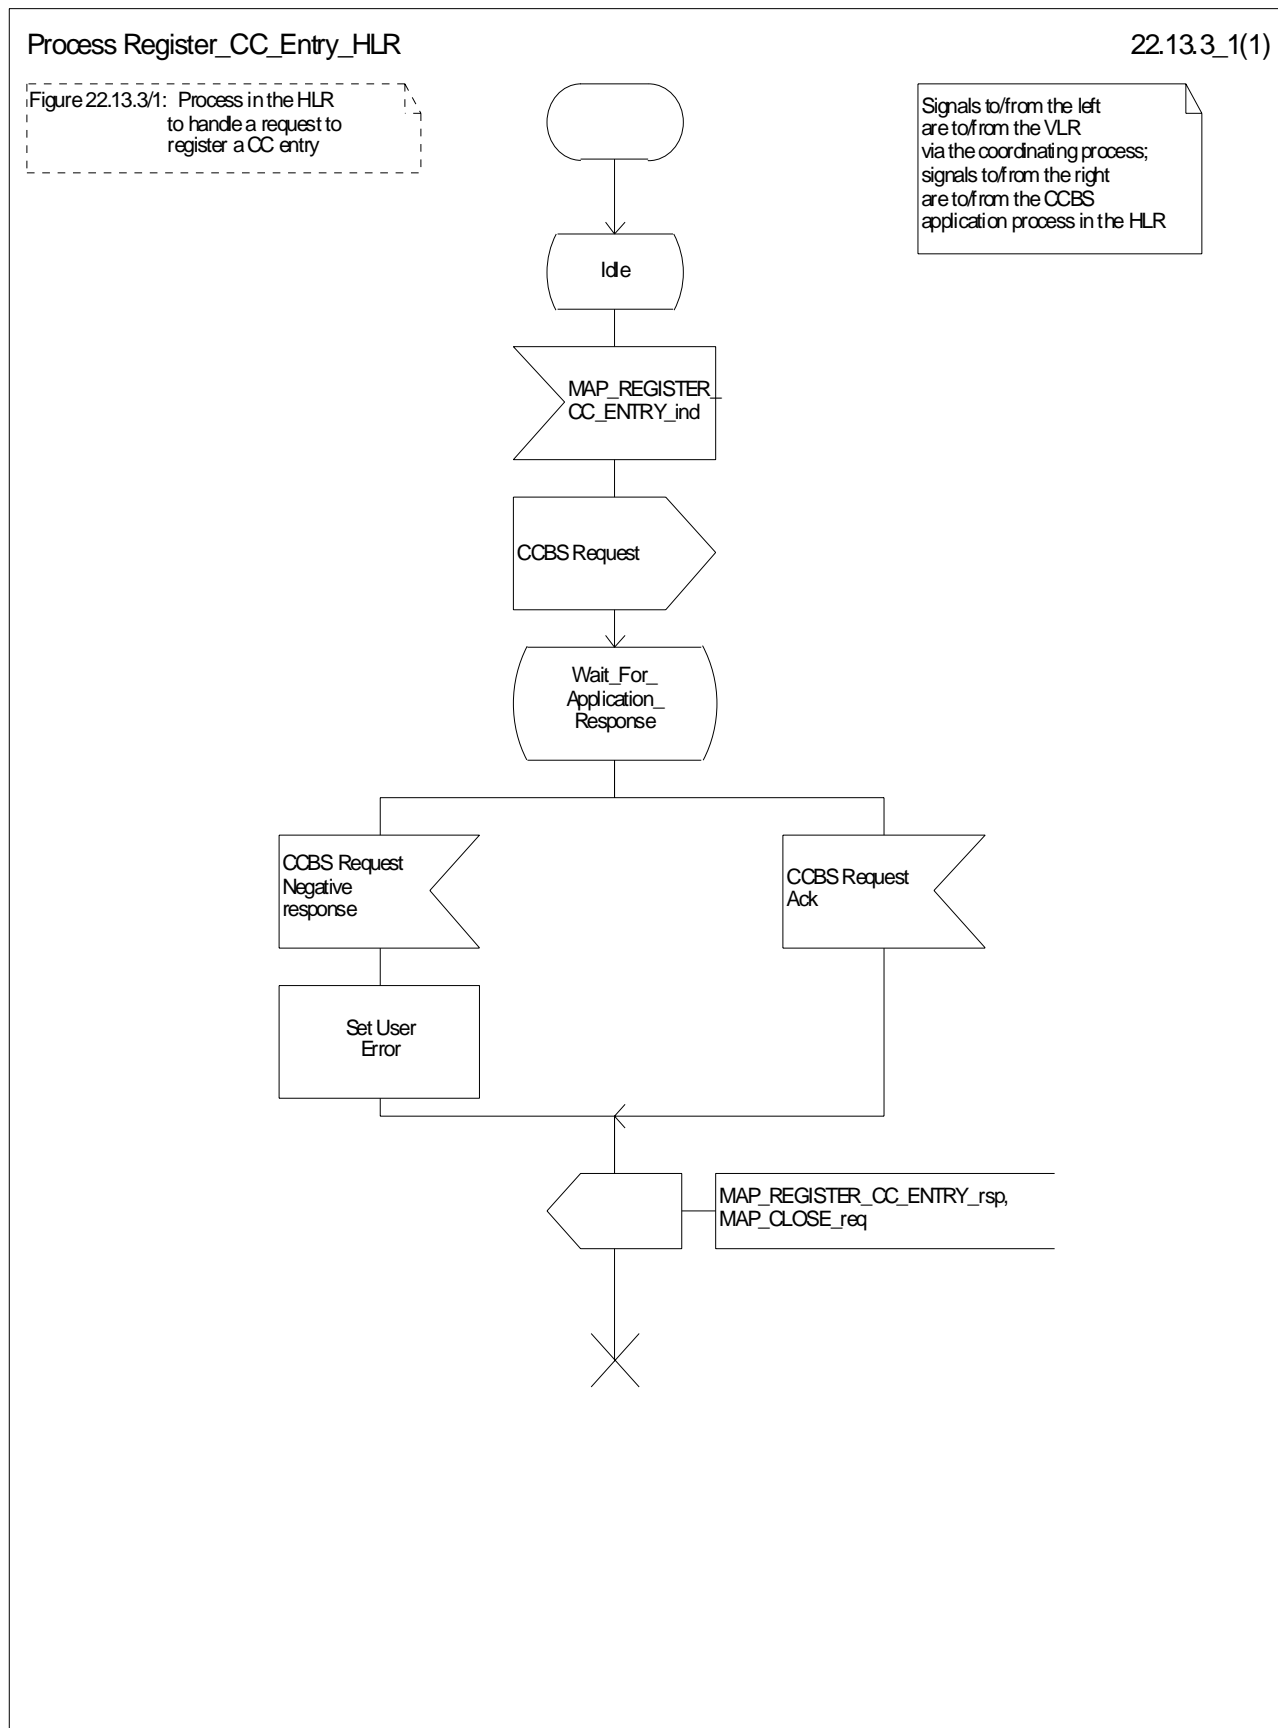 Process Register_CC_Entry_HLR
22.13.3_1(1)
Figure 22.13.3/1: Process in the HLR
to handle a request to
register a CC entry
Signals to/from the left
are to/from the VLR
via the coordinating process;
signals to/from the right
are to/from the CCBS
application process in the HLR
Idle
MAP_REGISTER_
CC_ENTRY_ind
CCBS Request
Wait_For_
Application_
Response
CCBS Request
Negative
response
CCBS Request
Ack
Set User
Error
MAP_REGISTER_CC_ENTRY_rsp,
MAP_CLOSE_req